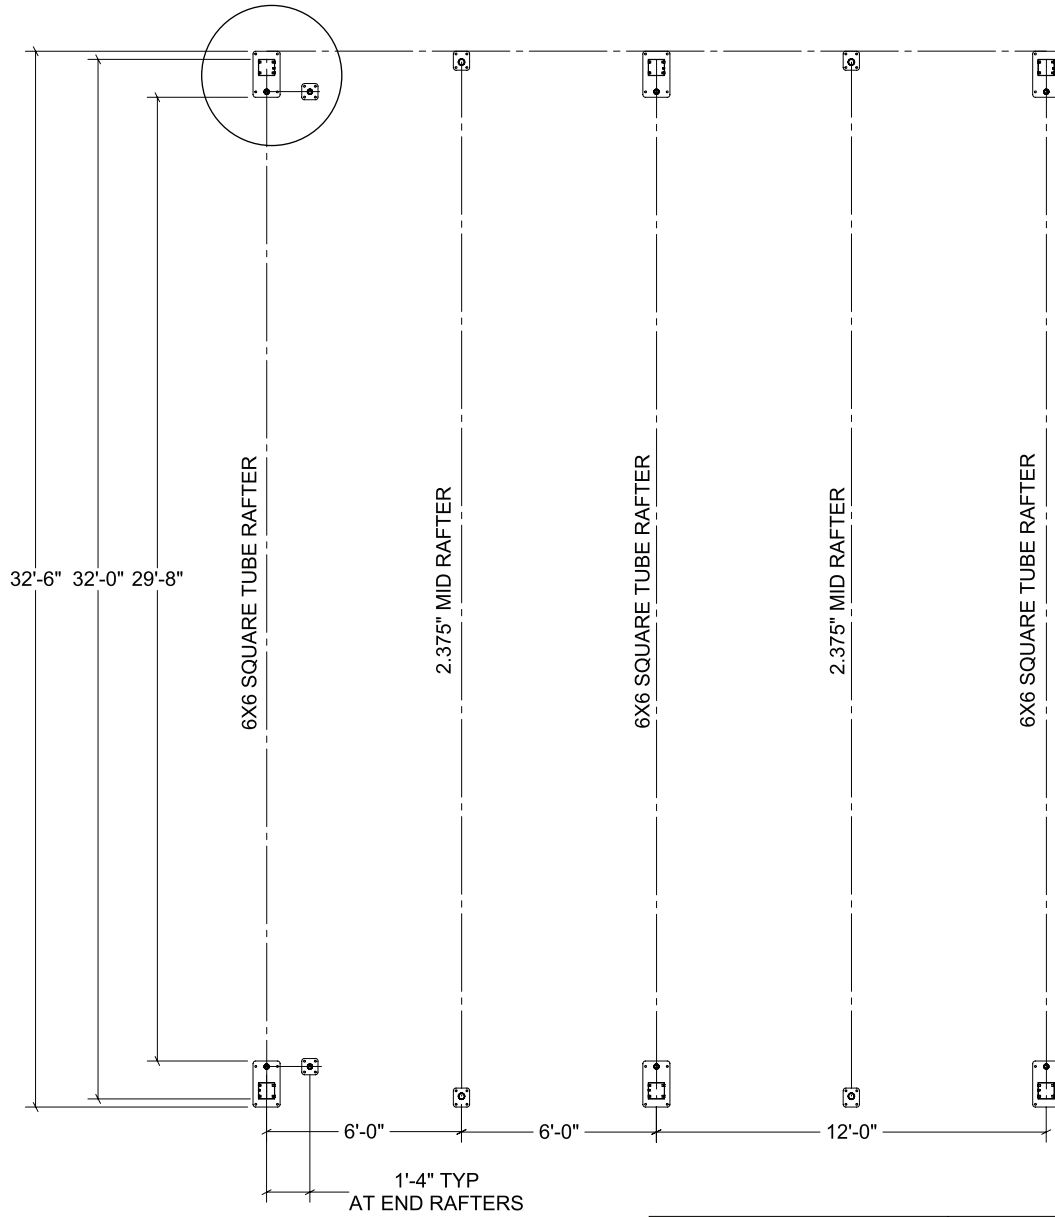 32'-6" 32'-0" 29'-8"
6X6 SQUARE TUBE RAFTER
2.375" MID RAFTER
6X6 SQUARE TUBE RAFTER
2.375" MID RAFTER
6X6 SQUARE TUBE RAFTER
6'-0" 6'-0" 12'-0"
1'-4" TYP
AT END RAFTERS